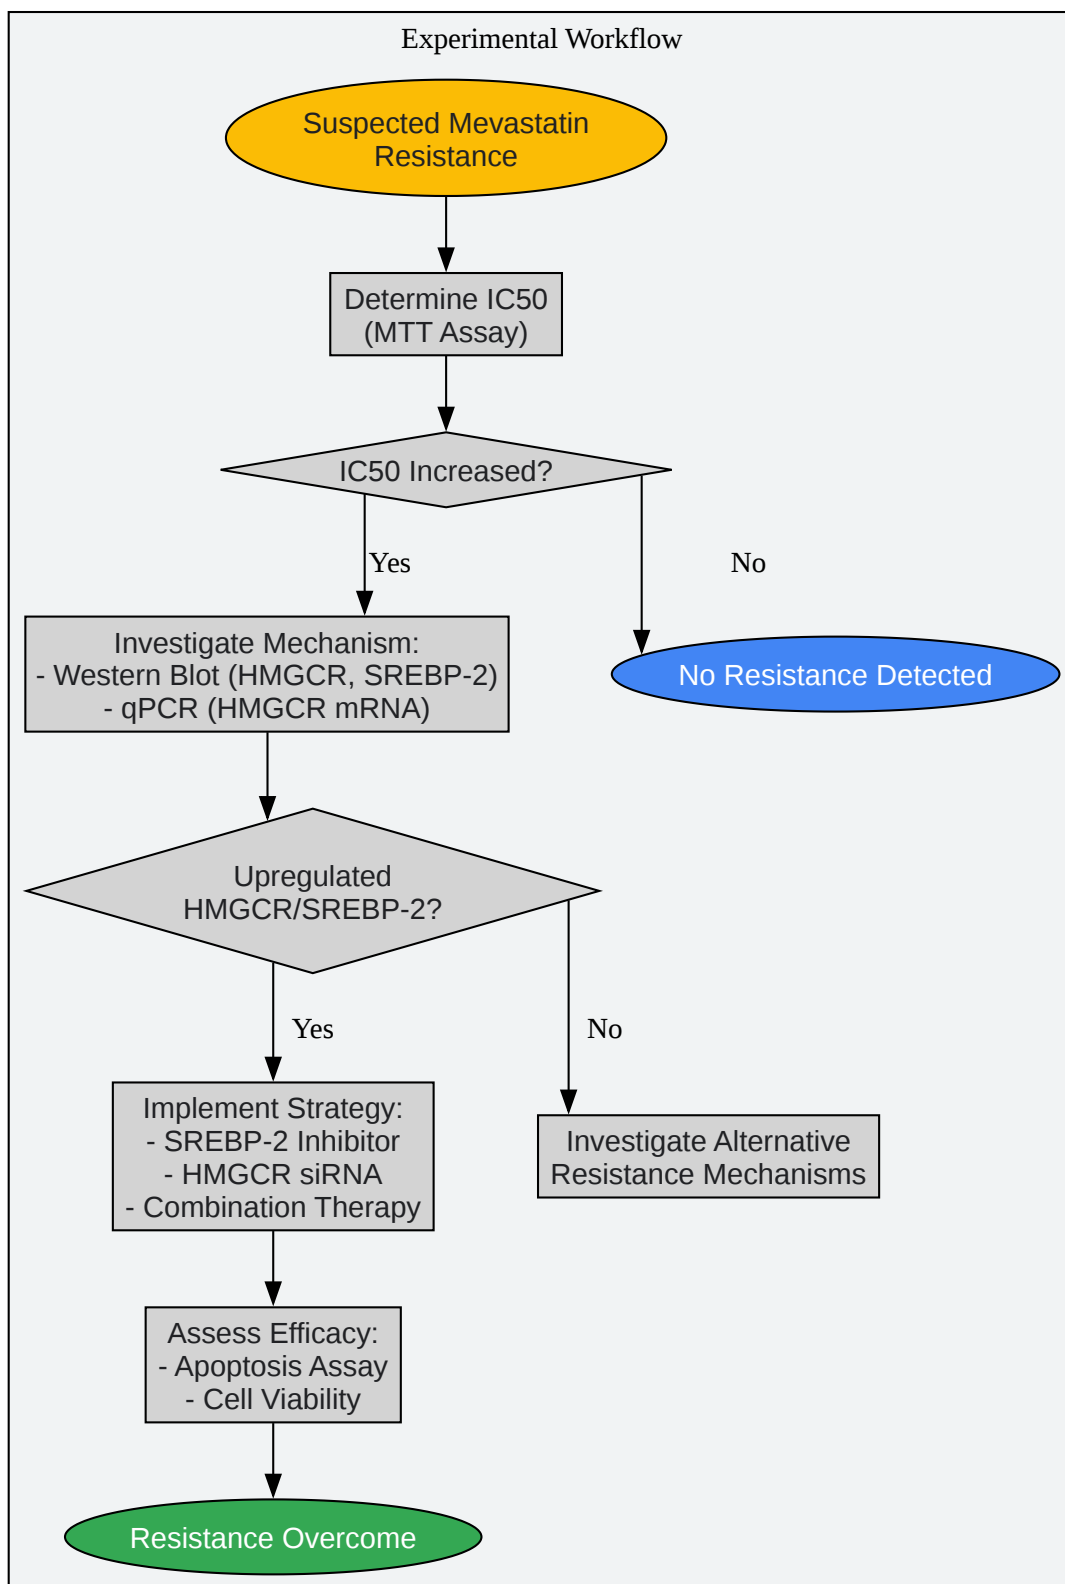 Experimental Workflow
Suspected Mevastatin
Resistance
Determine IC50
(MTT Assay)
IC50 Increased?
Yes
No
Investigate Mechanism:
- Western Blot (HMGCR, SREBP-2)
- qPCR (HMGCR mRNA)
No Resistance Detected
Upregulated
HMGCR/SREBP-2?
Yes
No
Implement Strategy:
- SREBP-2 Inhibitor
- HMGCR siRNA
- Combination Therapy
Investigate Alternative
Resistance Mechanisms
Assess Efficacy:
- Apoptosis Assay
- Cell Viability
Resistance Overcome